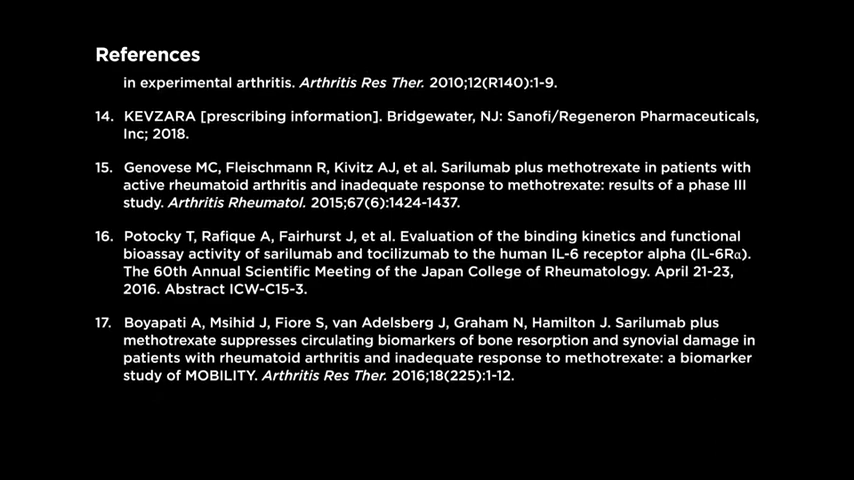 References
in experimental arthritis. Arthritis Res Ther. 2010;12(R140):1-9.
14. KEVZARA [prescribing information]. Bridgewater, NJ: Sanofi/Regeneron Pharmaceuticals,
Inc; 2018.
15. Genovese MC, Fleischmann R, Kivitz AJ, et al. Sarilumab plus methotrexate in patients with
active rheumatoid arthritis and inadequate response to methotrexate: results of a phase III
study. Arthritis Rheumatol. 2015;67(6):1424-1437.
16. Potocky T, Rafique A, Fairhurst J, et al. Evaluation of the binding kinetics and functional
bioassay activity of sarilumab and tocilizumab to the human IL-6 receptor alpha (IL-6Rα).
The 60th Annual Scientific Meeting of the Japan College of Rheumatology. April 21-23,
2016. Abstract ICW-C15-3.
17. Boyapati A, Msihid J, Fiore S, van Adelsberg J, Graham N, Hamilton J. Sarilumab plus
methotrexate suppresses circulating biomarkers of bone resorption and synovial damage in
patients with rheumatoid arthritis and inadequate response to methotrexate: a biomarker
study of MOBILITY. Arthritis Res Ther. 2016;18(225):1-12.